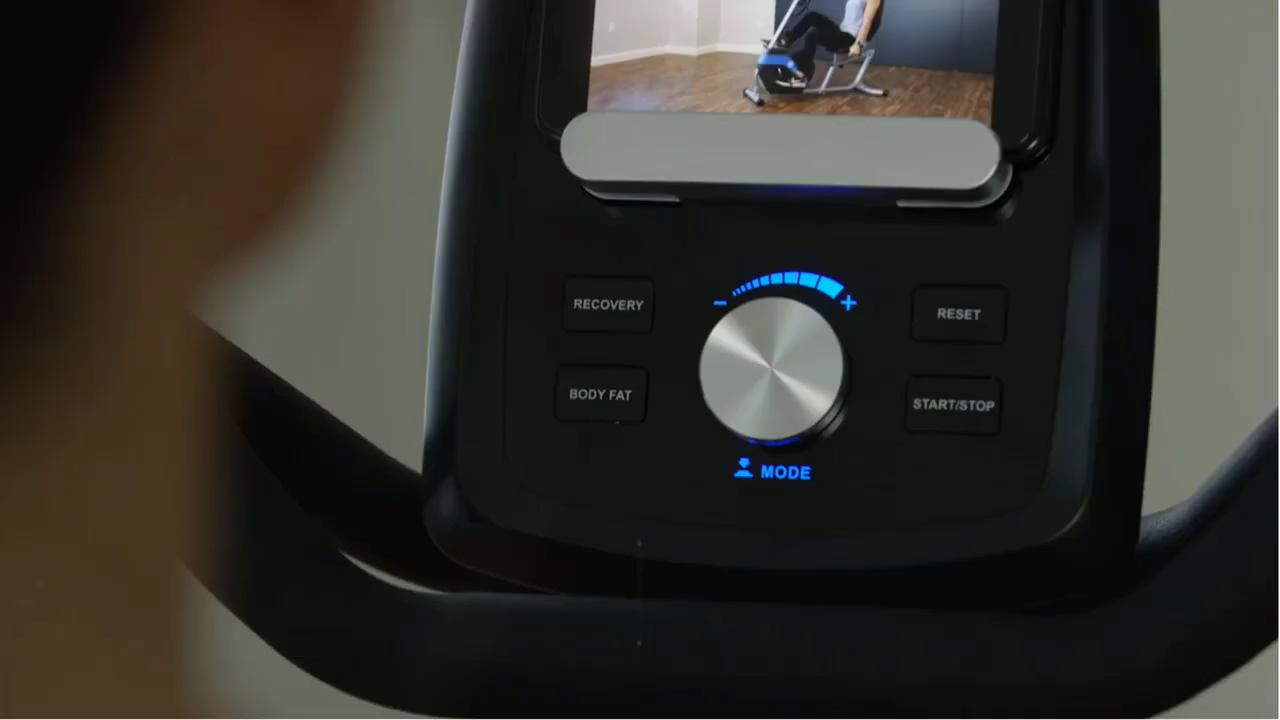 RECOVERY
BODY FAT
− +
MODE
RESET
START/STOP